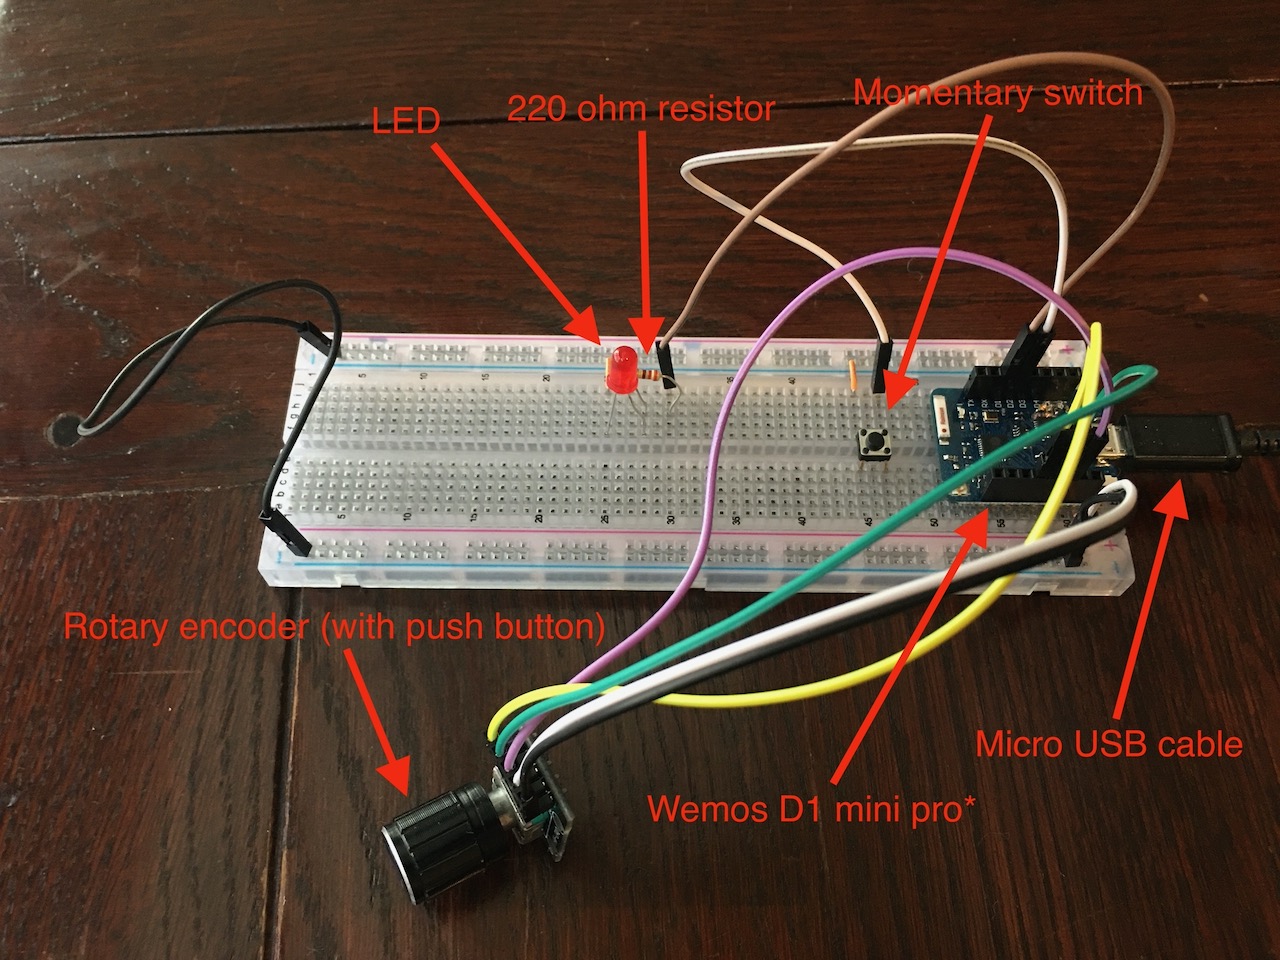 LED
220 ohm resistor
Momentary switch
Rotary encoder (with push button)
Micro USB cable
Wemos D1 mini pro*